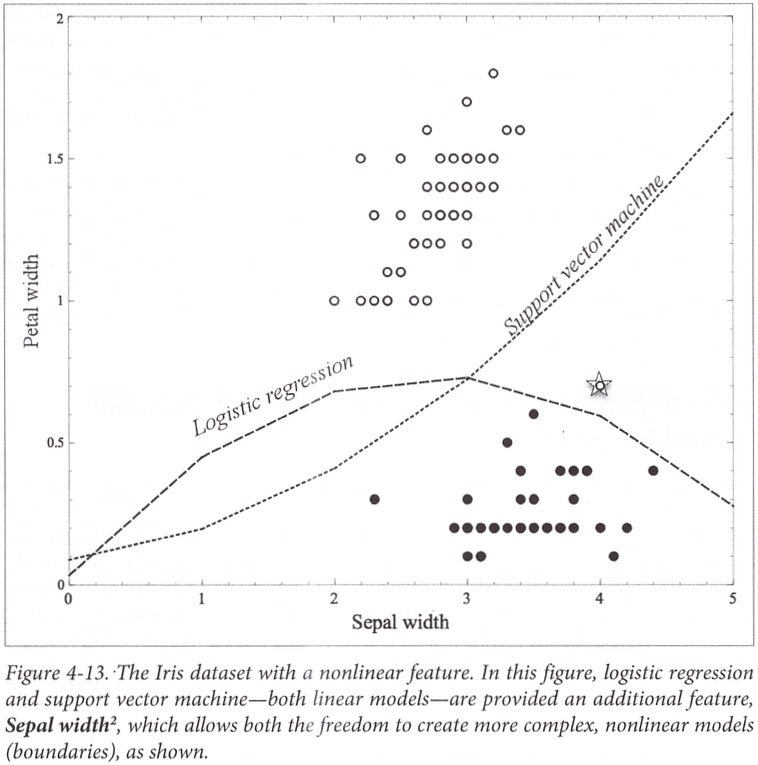 2
1.5
1
0.5
0
Petal width
Logistic regression
Support vector machine
0 1 2 3 4 5
Sepal width
Figure 4-13. The Iris dataset with a nonlinear feature. In this figure, logistic regression
and support vector machine—both linear models—are provided an additional feature,
Sepal width², which allows both the freedom to create more complex, nonlinear models
(boundaries), as shown.